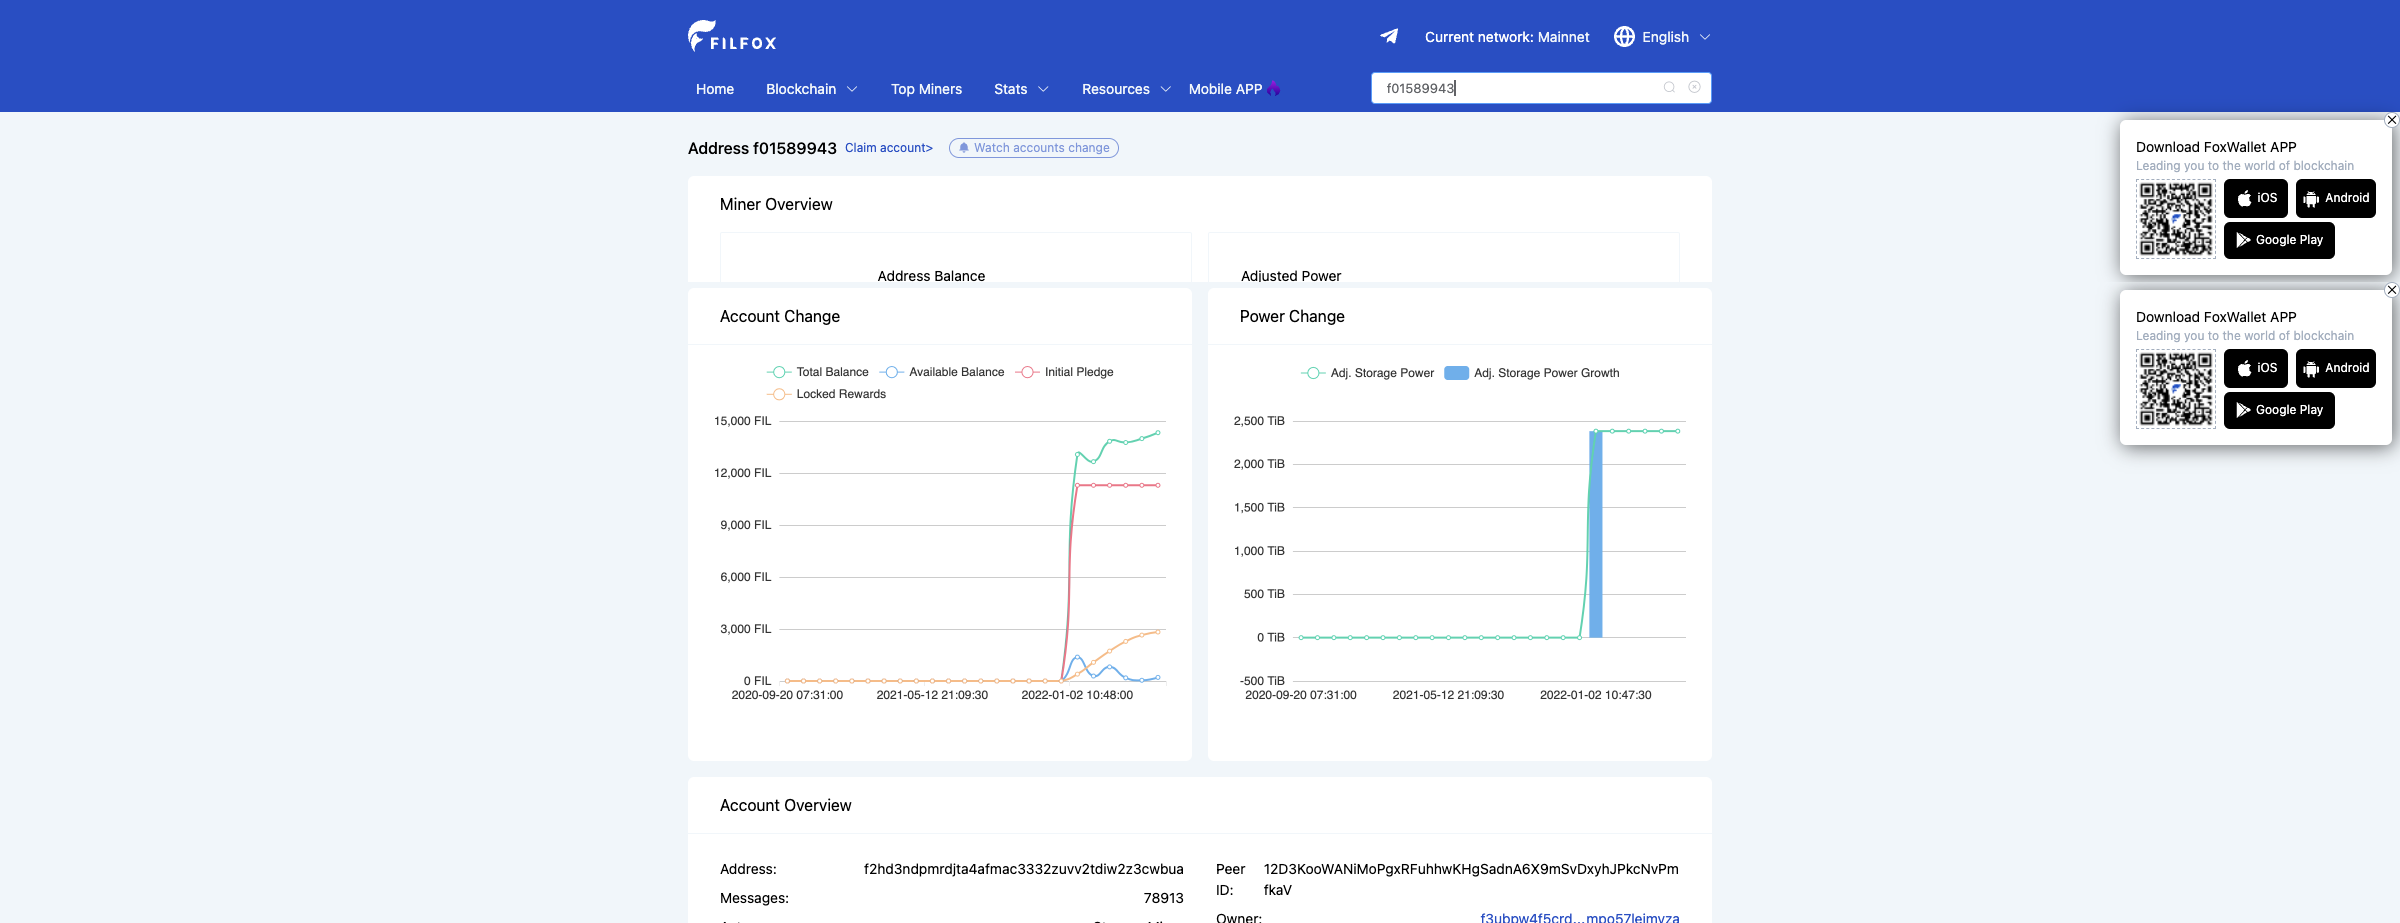 FILFOX
Current network: Mainnet
English
Home
Blockchain
Top Miners
Stats
Resources
Mobile APP
f01589943
Address f01589943
Claim account>
Watch accounts change
Miner Overview
Address Balance
Adjusted Power
Account Change
Total Balance
Available Balance
Initial Pledge
Locked Rewards
15,000 FIL
12,000 FIL
9,000 FIL
6,000 FIL
3,000 FIL
0 FIL
2020-09-20 07:31:00
2021-05-12 21:09:30
2022-01-02 10:48:00
Power Change
Adj. Storage Power
Adj. Storage Power Growth
2,500 TiB
2,000 TiB
1,500 TiB
1,000 TiB
500 TiB
0 TiB
-500 TiB
2020-09-20 07:31:00
2021-05-12 21:09:30
2022-01-02 10:47:30
Account Overview
Address:
f2hd3ndpmrdjta4afmac3332zuvv2tdiw2z3cwbua
Messages:
78913
Peer ID:
12D3KooWANiMoPgxRFuhhwKHgSadnA6X9mSvDxyhJPkcNvPm
fkaV
Owner:
f3ubpw4f5crd...mpo57leimvza
Download FoxWallet APP
Leading you to the world of blockchain
iOS
Android
Google Play
Download FoxWallet APP
Leading you to the world of blockchain
iOS
Android
Google Play